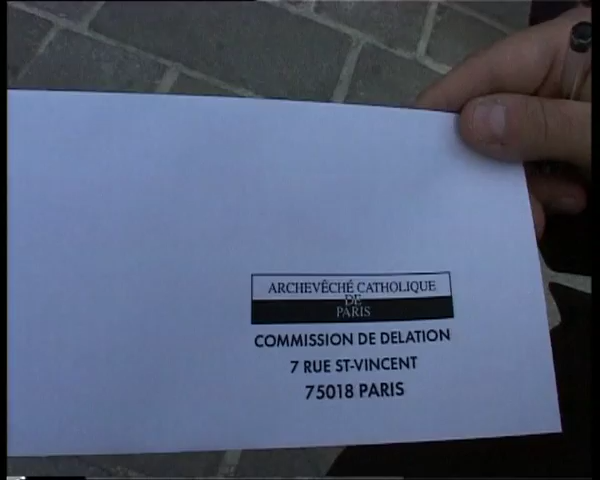 ARCHEVÊCHÉ CATHOLIQUE
DE
PARIS
COMMISSION DE DELATION
7 RUE ST-VINCENT
75018 PARIS